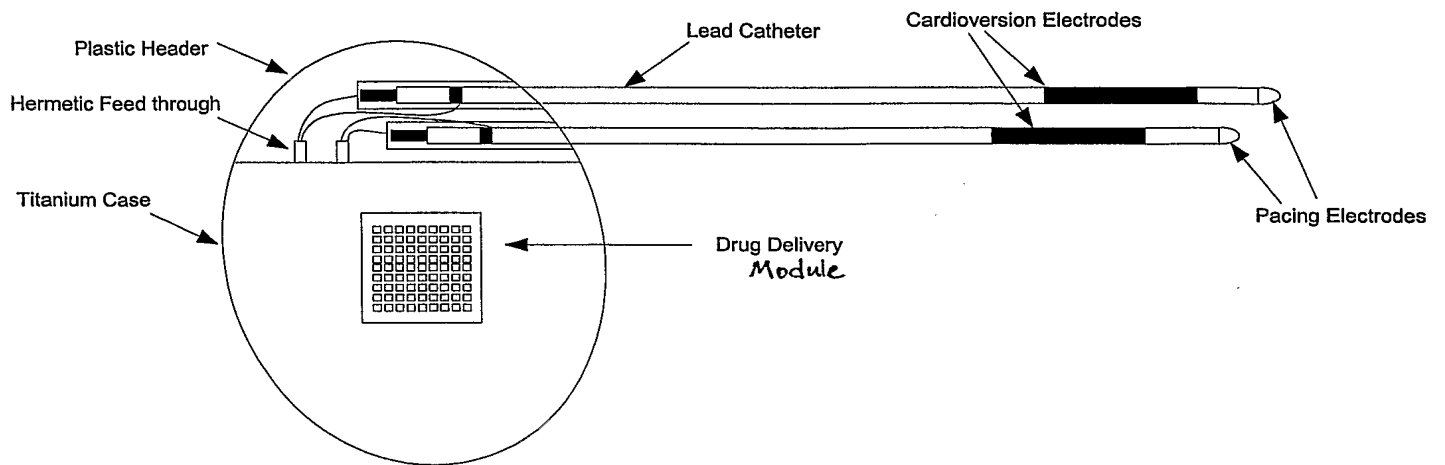 Cardioversion Electrodes
Lead Catheter
Plastic Header
Hermetic Feed through
Titanium Case
Pacing Electrodes
Drug Delivery
Module